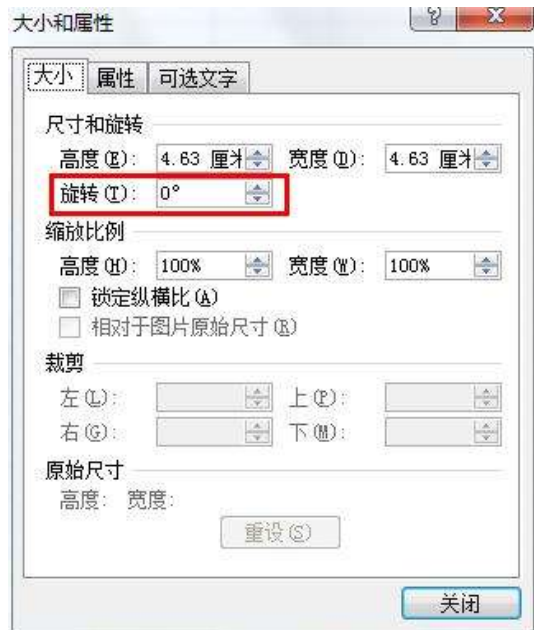 大小和属性
大小 属性 可选文字
尺寸和旋转
高度(E): 4.63 厘米 宽度(D): 4.63 厘米
旋转(T): 0°
缩放比例
高度(H): 100% 宽度(W): 100%
锁定纵横比(A)
相对于图片原始尺寸(R)
裁剪
左(L): 上(P):
右(G): 下(M):
原始尺寸
高度: 宽度:
重设(S)
关闭